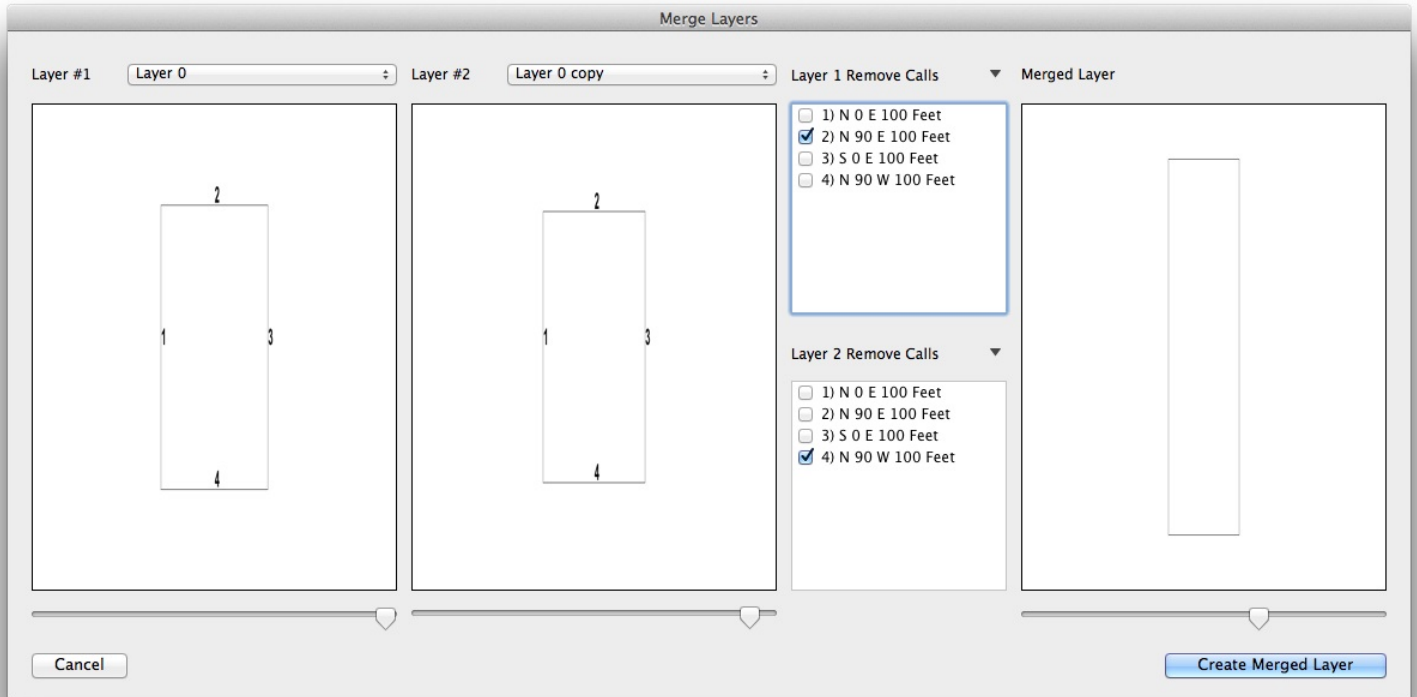 Merge Layers
Layer #1
Layer 0
Layer #2
Layer 0 copy
Layer 1 Remove Calls
Merged Layer
2
1
3
4
2
1
3
4
1) N 0 E 100 Feet
2) N 90 E 100 Feet
3) S 0 E 100 Feet
4) N 90 W 100 Feet
Layer 2 Remove Calls
1) N 0 E 100 Feet
2) N 90 E 100 Feet
3) S 0 E 100 Feet
4) N 90 W 100 Feet
Cancel
Create Merged Layer